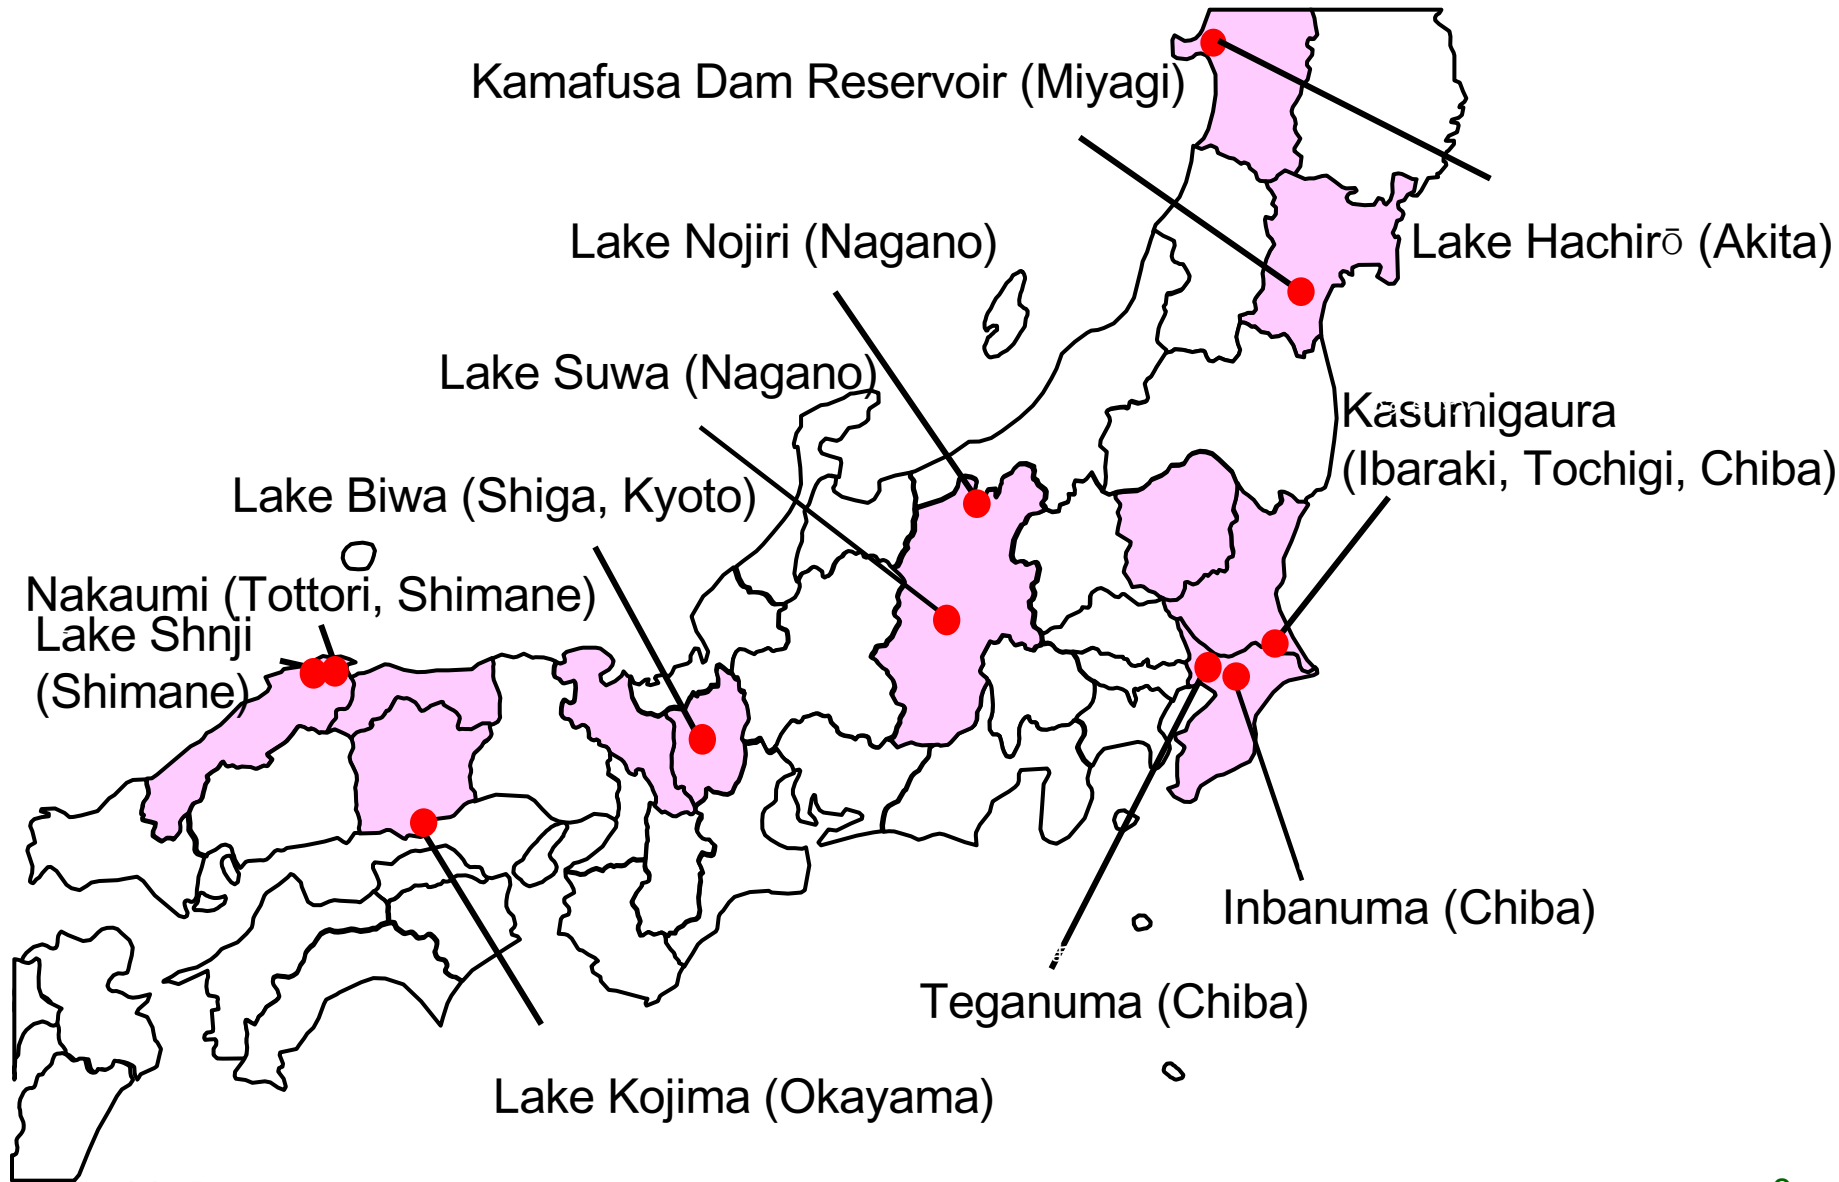 Kamafusa Dam Reservoir (Miyagi)
Lake Nojiri (Nagano)
Lake Hachirō (Akita)
Lake Suwa (Nagano)
Kasumigaura
(Ibaraki, Tochigi, Chiba)
Lake Biwa (Shiga, Kyoto)
Nakaumi (Tottori, Shimane)
Lake Shnji
(Shimane)
Inbanuma (Chiba)
Teganuma (Chiba)
Lake Kojima (Okayama)